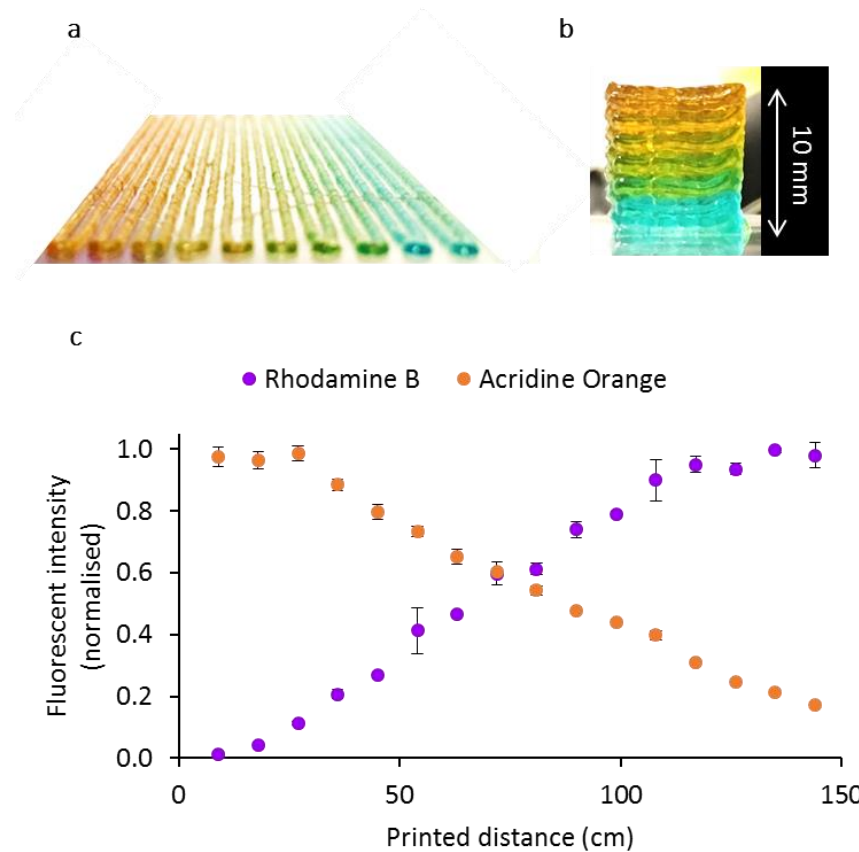 a
b
10 mm
c
Rhodamine B
Acridine Orange
Fluorescent intensity
(normalised)
1.0
0.8
0.6
0.4
0.2
0.0
0
50
100
150
Printed distance (cm)